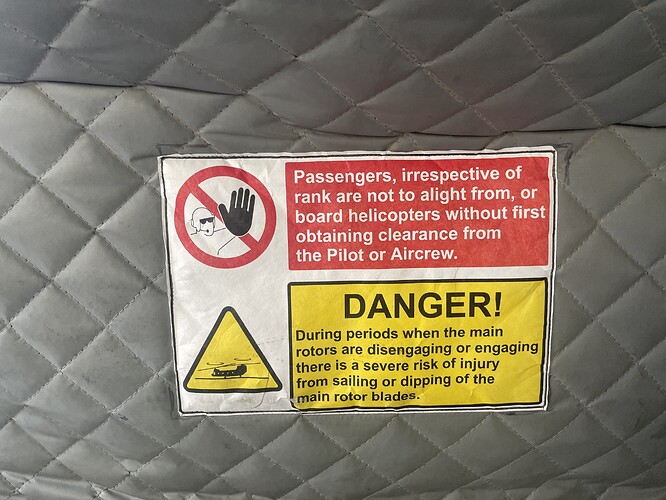 Passengers, irrespective of
rank are not to alight from, or
board helicopters without first
obtaining clearance from
the Pilot or Aircrew.
DANGER!
During periods when the main
rotors are disengaging or engaging
there is a severe risk of injury
from sailing or dipping of the
main rotor blades.